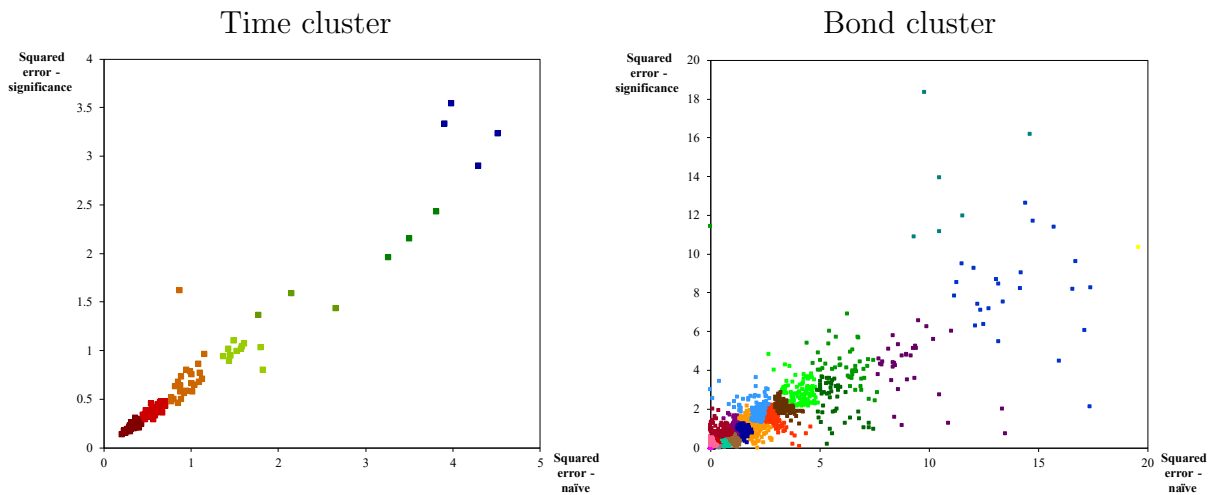 Time cluster
Squared
error -
significance
4
3.5
3
2.5
2
1.5
1
0.5
0
0
1
2
3
4
5
Squared
error -
naïve
Bond cluster
Squared
error -
significance
20
18
16
14
12
10
8
6
4
2
0
0
5
10
15
20
Squared
error -
naïve